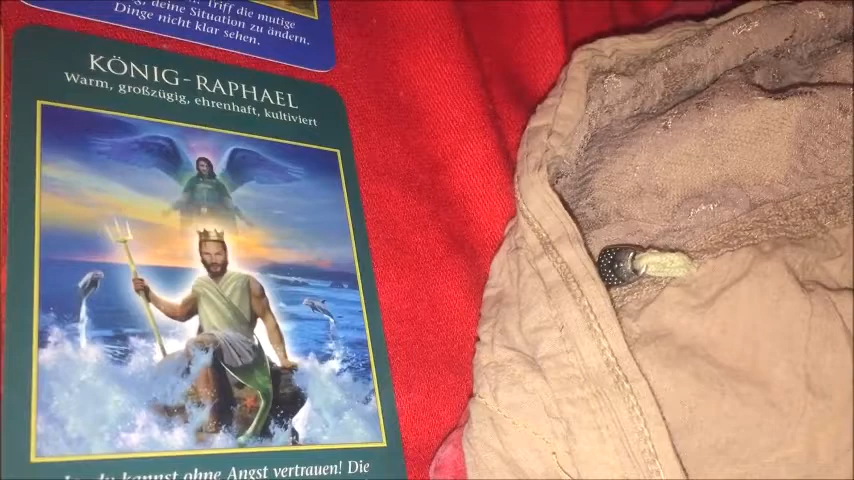 Triff die mutige
deine Situation zu ändern.
Dinge nicht klar sehen.
KÖNIG-RAPHAEL
Warm, großzügig, ehrenhaft, kultiviert
du kannst ohne Angst vertrauen! Die